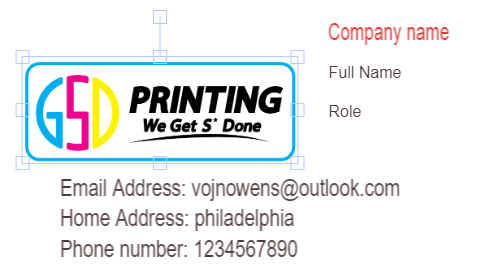 Company name
GSD PRINTING
We Get S* Done
Full Name
Role
Email Address: vojnowens@outlook.com
Home Address: philadelphia
Phone number: 1234567890